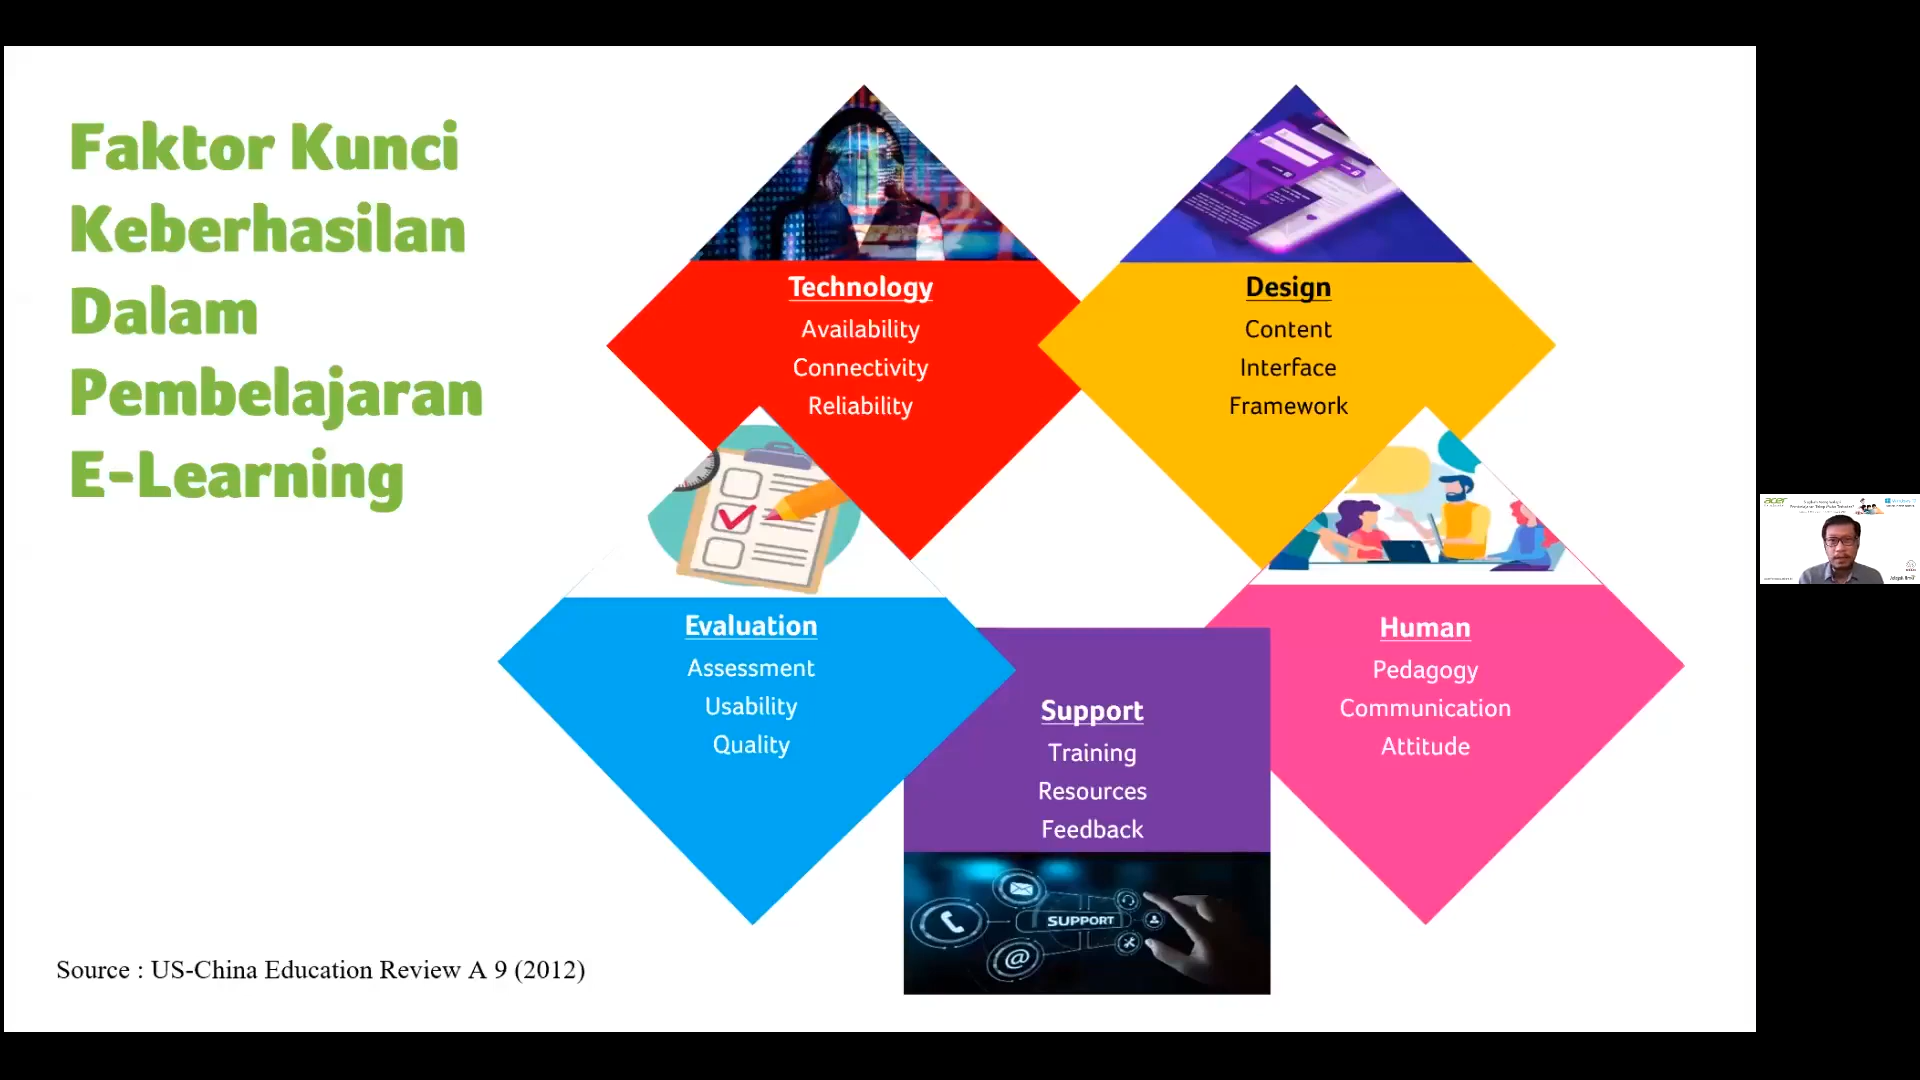 Faktor Kunci
Keberhasilan
Dalam
Pembelajaran
E-Learning
Technology
Availability
Connectivity
Reliability
Design
Content
Interface
Framework
Evaluation
Assessment
Usability
Quality
Support
Training
Resources
Feedback
SUPPORT
Human
Pedagogy
Communication
Attitude
Source : US-China Education Review A 9 (2012)
acer